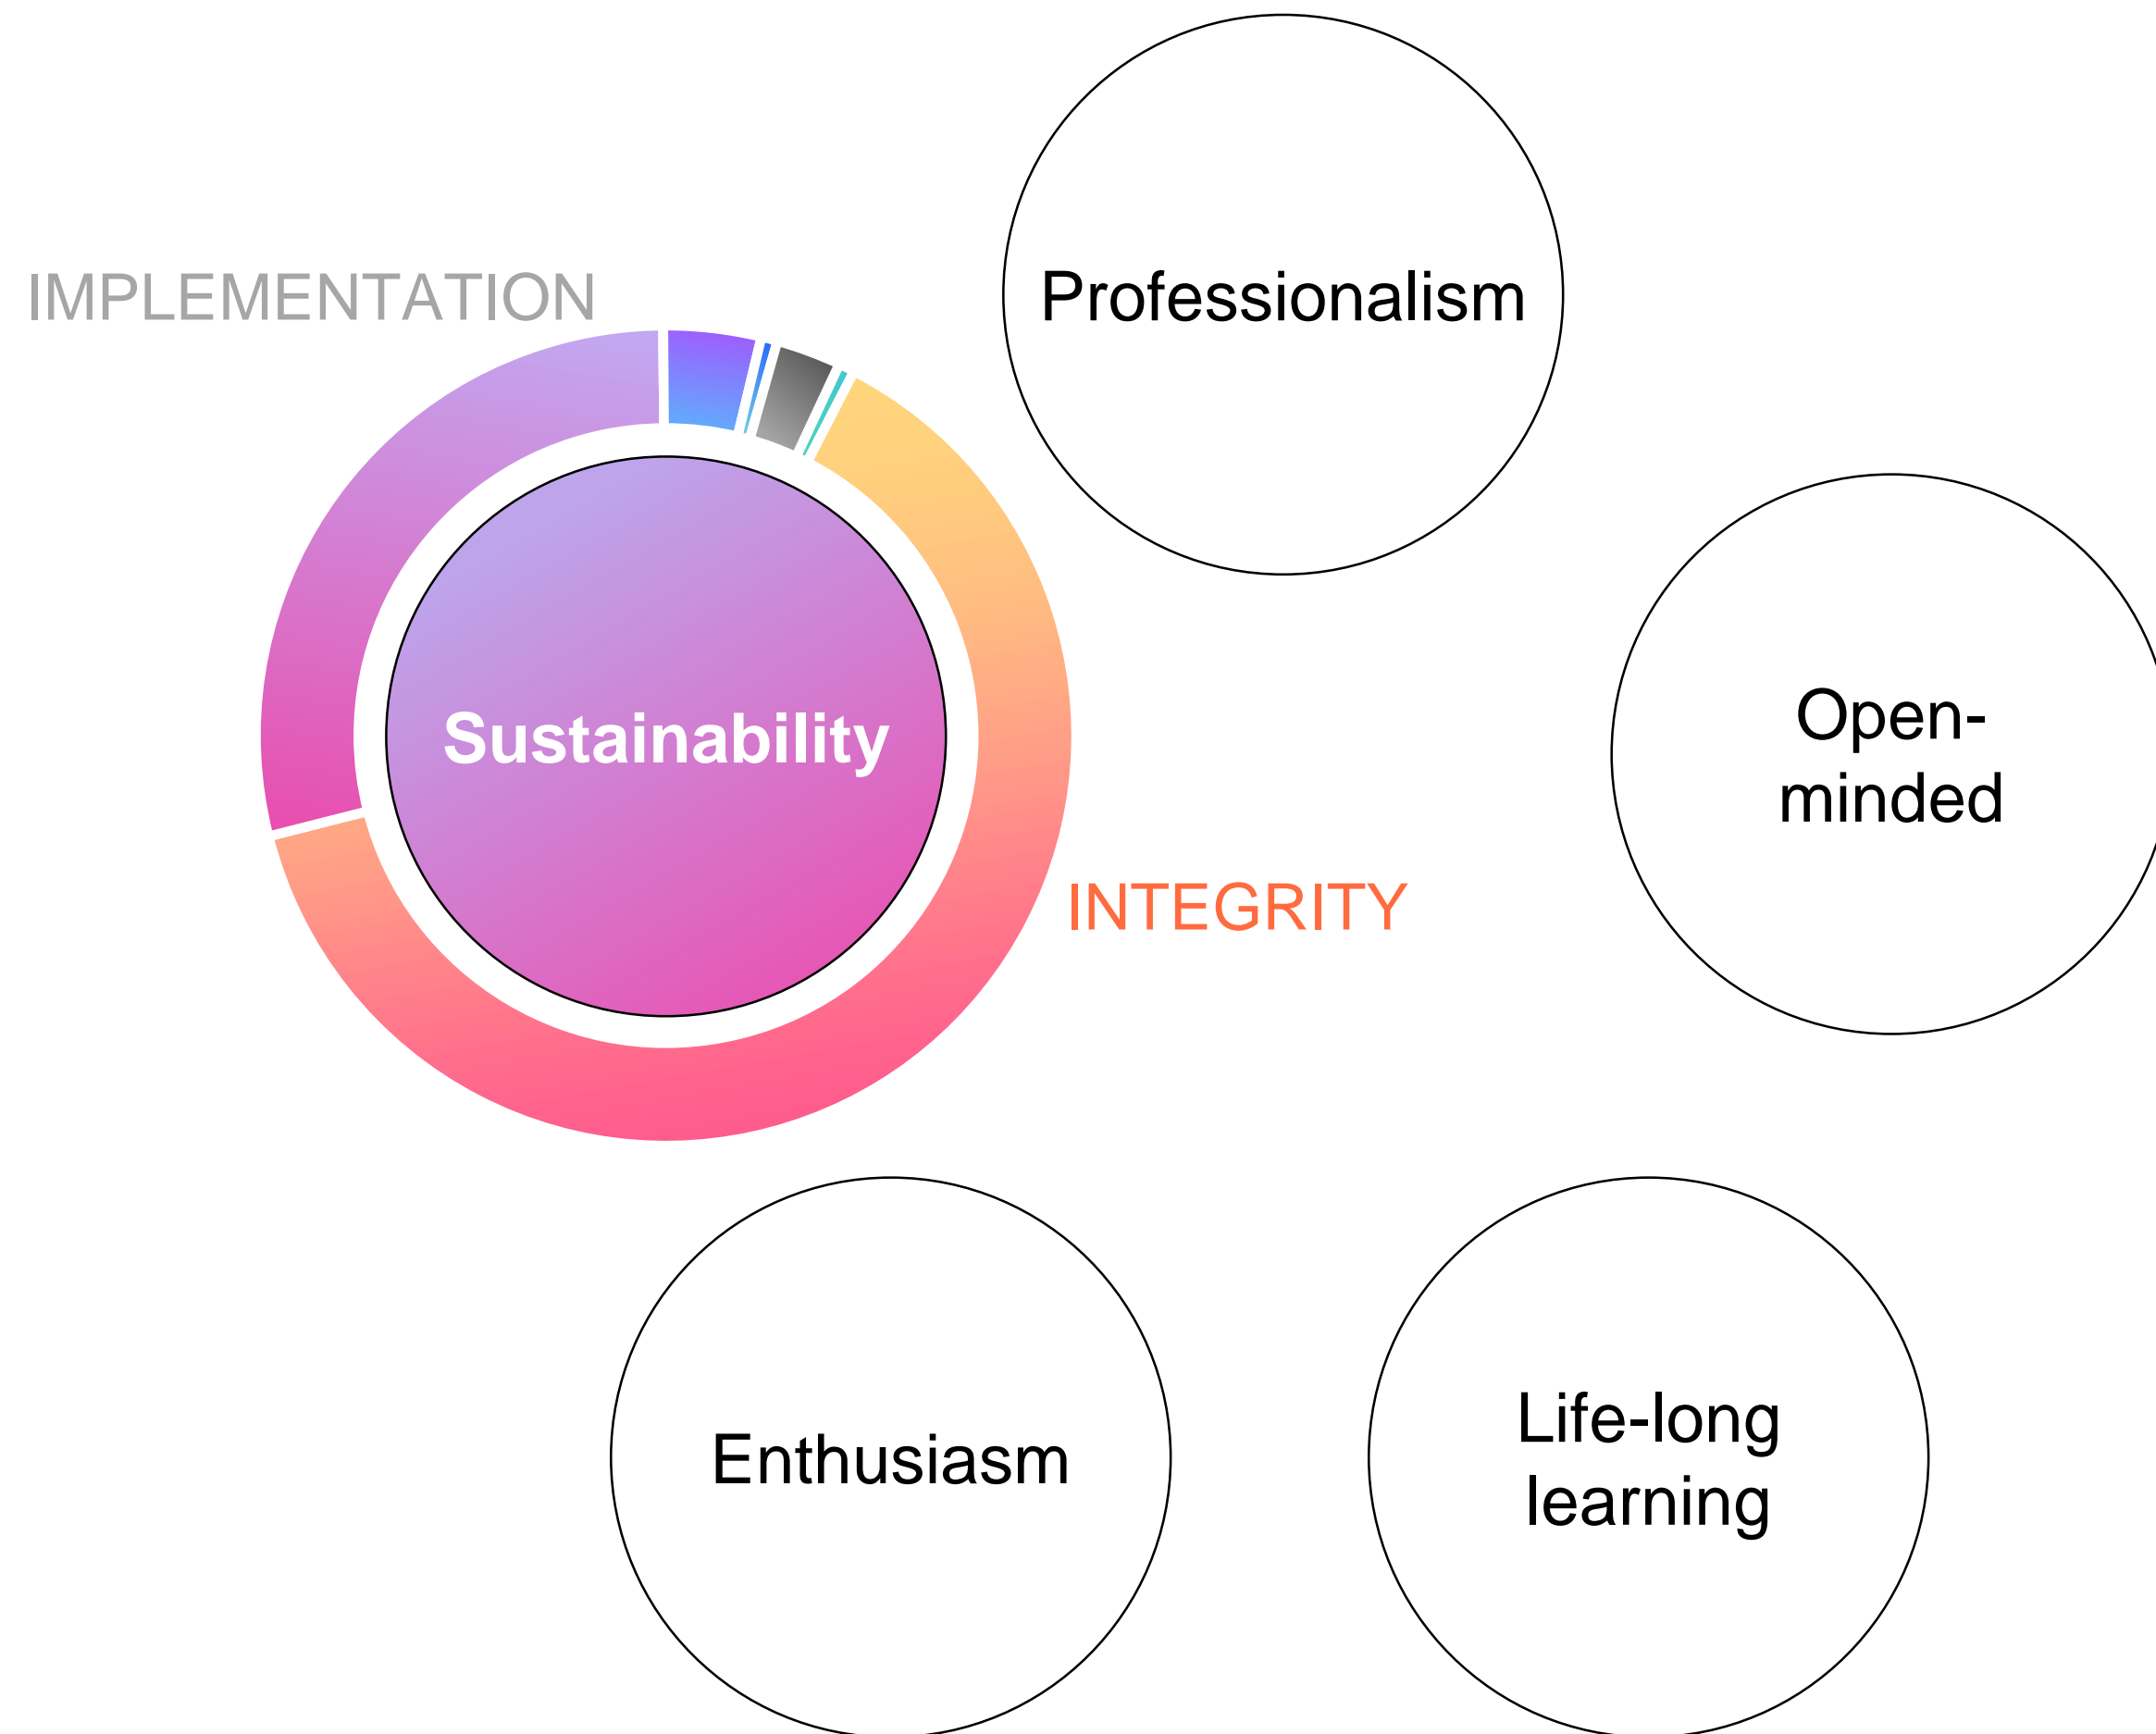 Professionalism
IMPLEMENTATION
Sustainability
Open-
minded
INTEGRITY
Enthusiasm
Life-long
learning